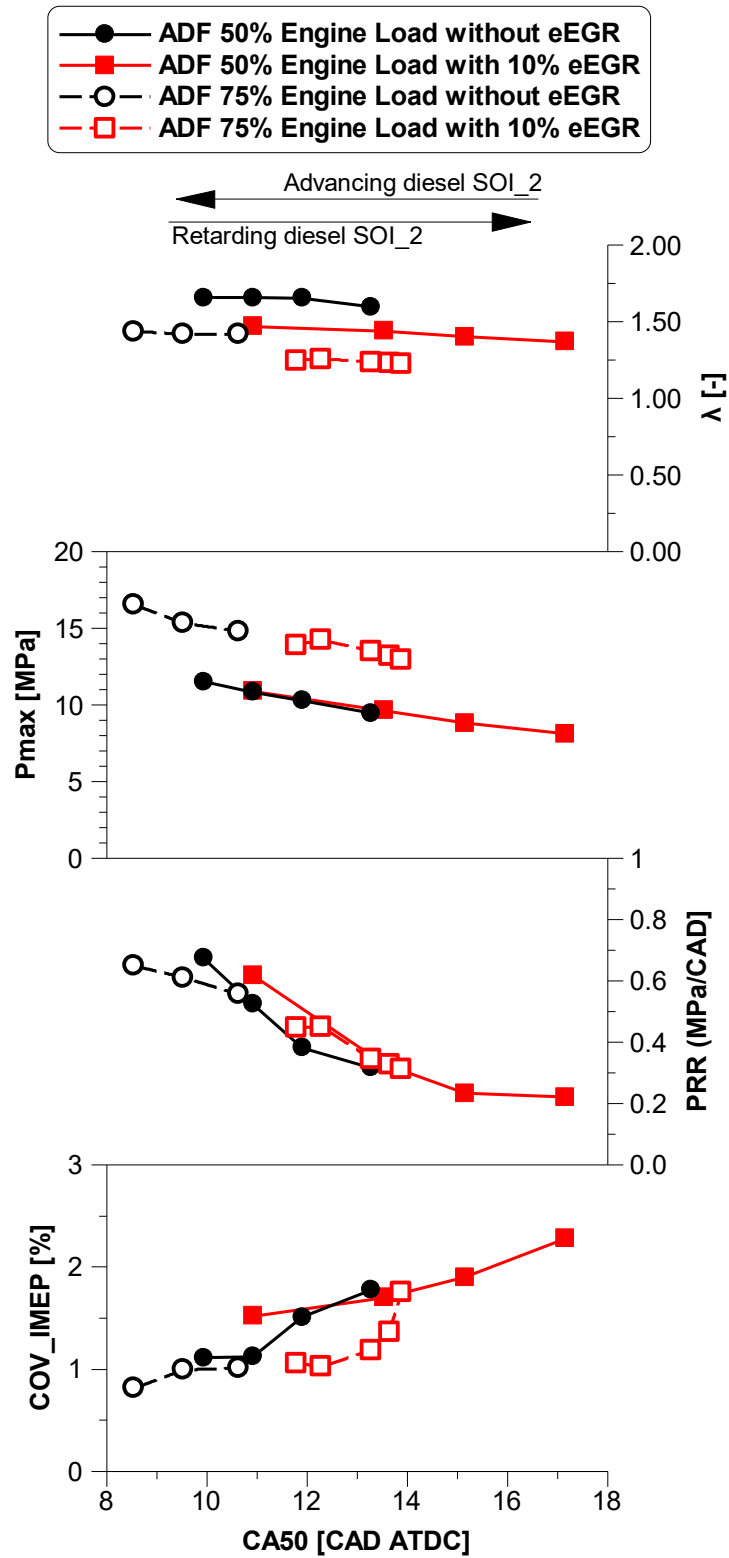 ADF 50% Engine Load without eEGR
ADF 50% Engine Load with 10% eEGR
ADF 75% Engine Load without eEGR
ADF 75% Engine Load with 10% eEGR
Advancing diesel SOI_2
Retarding diesel SOI_2
2.00
1.50
1.00
0.50
0.00
λ [-]
20
15
10
5
0
Pmax [MPa]
1
0.8
0.6
0.4
0.2
0.0
PRR (MPa/CAD]
3
2
1
0
COV_IMEP [%]
8 10 12 14 16 18
CA50 [CAD ATDC]